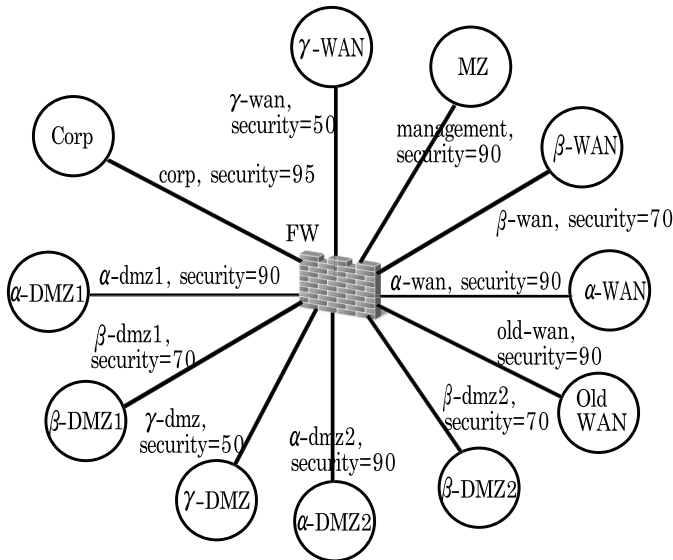 γ-WAN
MZ
γ-wan,
security=50
management,
security=90
Corp
β-WAN
corp, security=95
β-wan, security=70
FW
α-DMZ1
α-dmz1, security=90
α-wan, security=90
α-WAN
β-dmz1,
security=70
old-wan,
security=90
β-DMZ1
γ-dmz,
security=50
α-dmz2,
security=90
β-dmz2,
security=70
Old
WAN
γ-DMZ
α-DMZ2
β-DMZ2